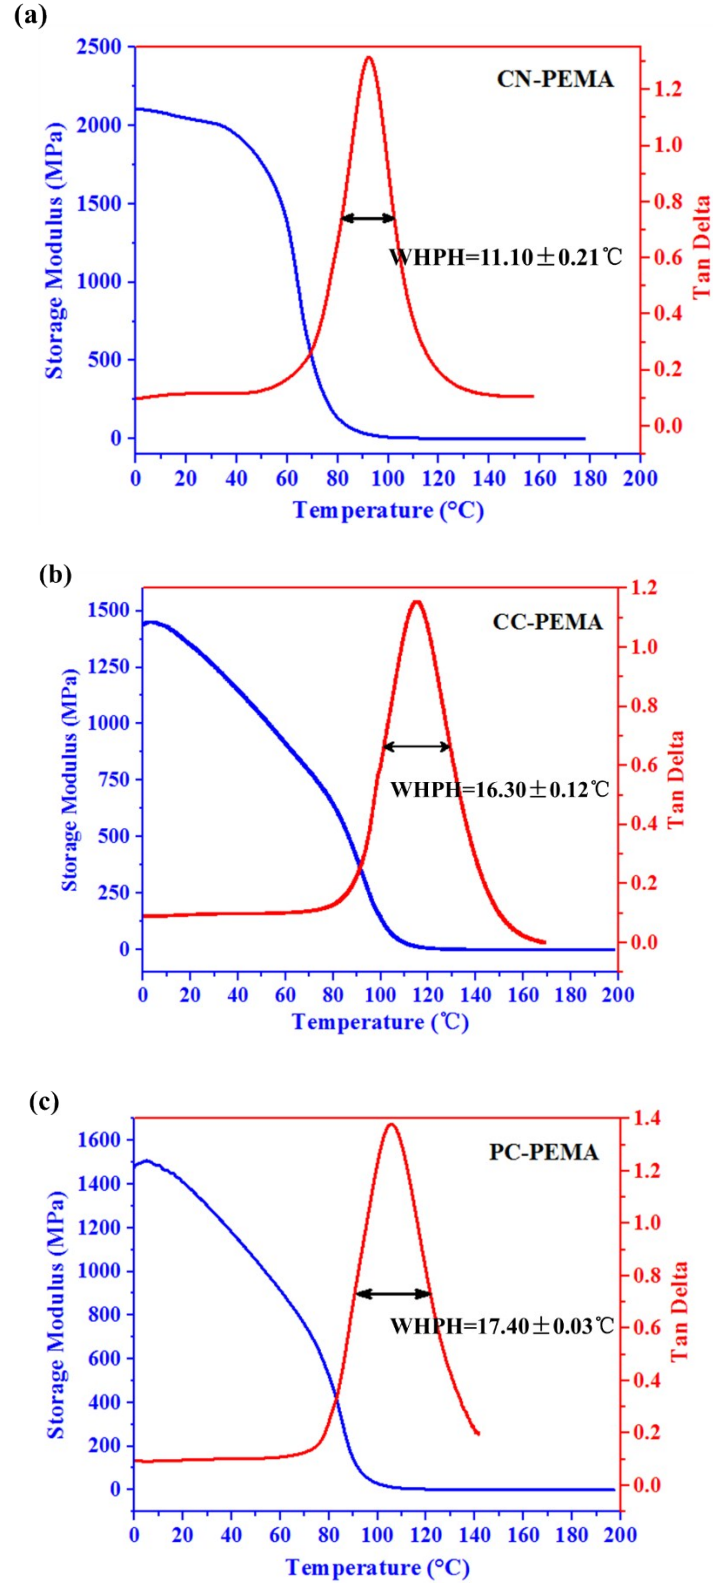 (a)
CN-PEMA
WHPH=11.10±0.21℃
Storage Modulus (MPa)
2500
2000
1500
1000
500
0
Tan Delta
1.2
1.0
0.8
0.6
0.4
0.2
0.0
0 20 40 60 80 100 120 140 160 180 200
Temperature (°C)
(b)
CC-PEMA
WHPH=16.30±0.12℃
Storage Modulus (MPa)
1500
1250
1000
750
500
250
0
Tan Delta
1.2
1.0
0.8
0.6
0.4
0.2
0.0
0 20 40 60 80 100 120 140 160 180 200
Temperature (℃)
(c)
PC-PEMA
WHPH=17.40±0.03℃
Storage Modulus (MPa)
1600
1400
1200
1000
800
600
400
200
0
Tan Delta
1.4
1.2
1.0
0.8
0.6
0.4
0.2
0.0
0 20 40 60 80 100 120 140 160 180 200
Temperature (°C)